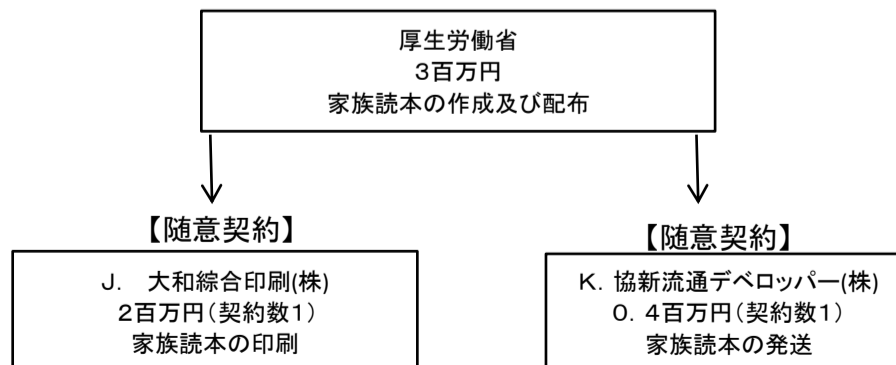 厚生労働省
3百万円
家族読本の作成及び配布
【随意契約】
J.　大和綜合印刷(株)
2百万円(契約数1)
家族読本の印刷
【随意契約】
K. 協新流通デベロッパー(株)
0.4百万円(契約数1)
家族読本の発送